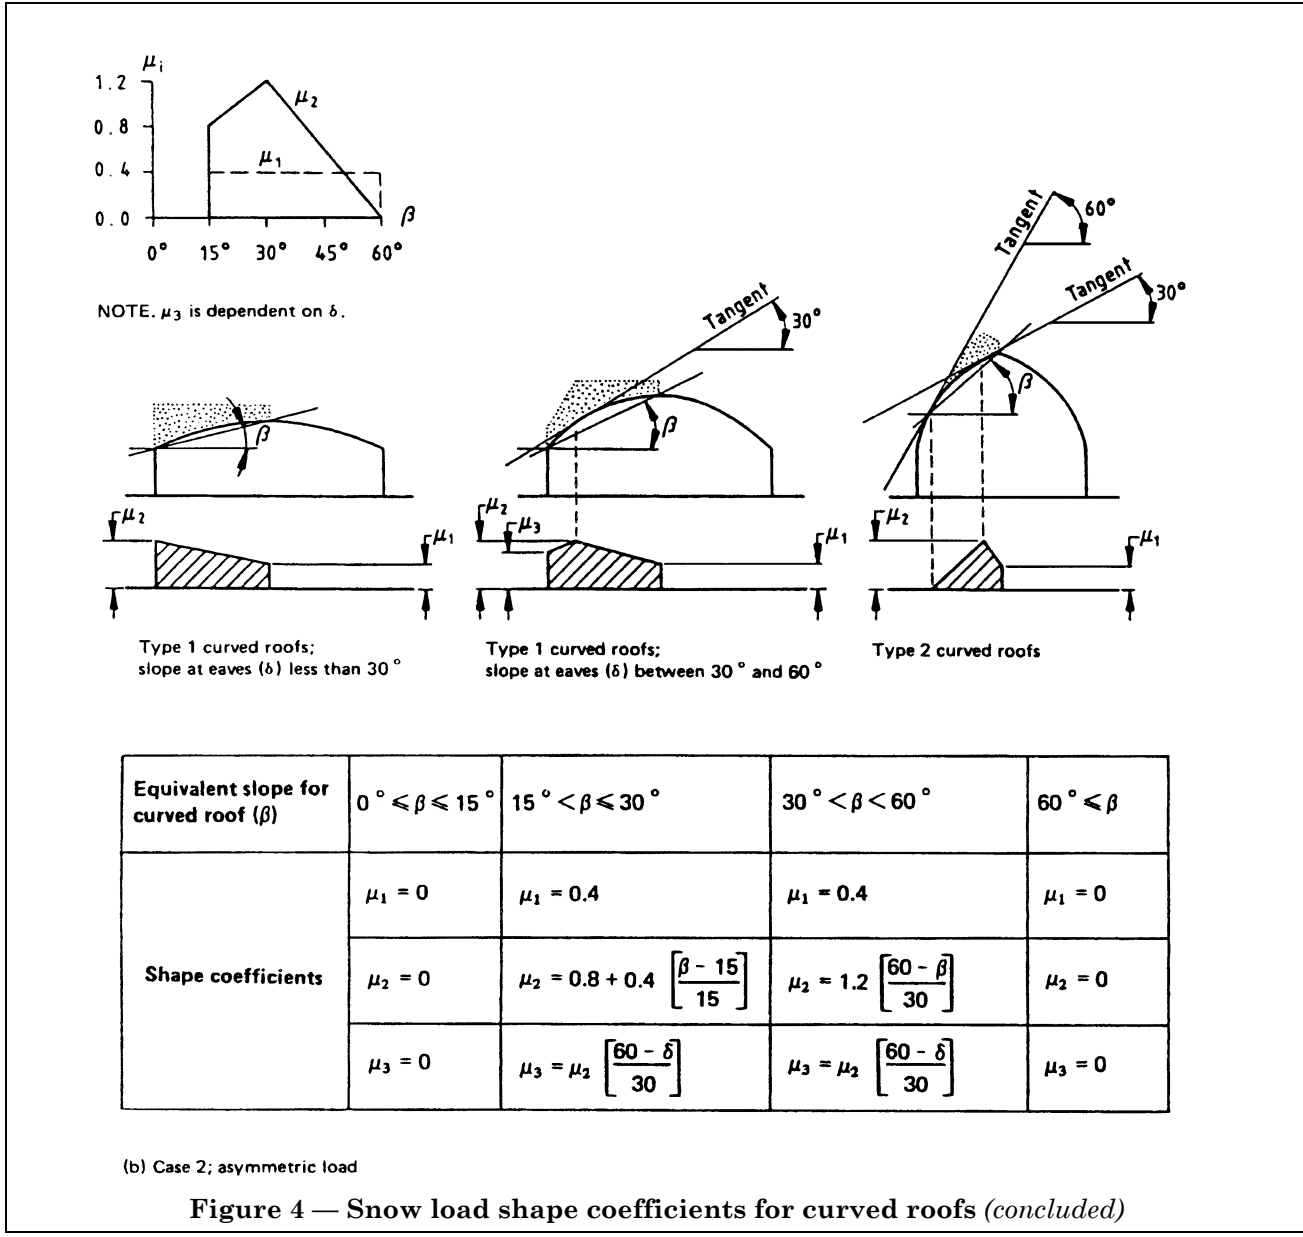 μi
1.2
0.8
0.4
0.0
μ2
μ1
β
0° 15° 30° 45° 60°
NOTE. μ3 is dependent on δ.
β
Tangent
30°
β
Tangent
60°
Tangent
30°
β
μ2
μ1
μ2
μ3
μ1
μ2
μ1
Type 1 curved roofs;
slope at eaves (δ) less than 30°
Type 1 curved roofs;
slope at eaves (δ) between 30° and 60°
Type 2 curved roofs
Equivalent slope for
curved roof (β)
0° ⩽ β ⩽ 15°
15° < β ⩽ 30°
30° < β < 60°
60° ⩽ β
Shape coefficients
μ1 = 0
μ1 = 0.4
μ1 = 0.4
μ1 = 0
μ2 = 0
μ2 = 0.8 + 0.4 [β - 15 / 15]
μ2 = 1.2 [60 - β / 30]
μ2 = 0
μ3 = 0
μ3 = μ2 [60 - δ / 30]
μ3 = μ2 [60 - δ / 30]
μ3 = 0
(b) Case 2; asymmetric load
Figure 4 — Snow load shape coefficients for curved roofs (concluded)